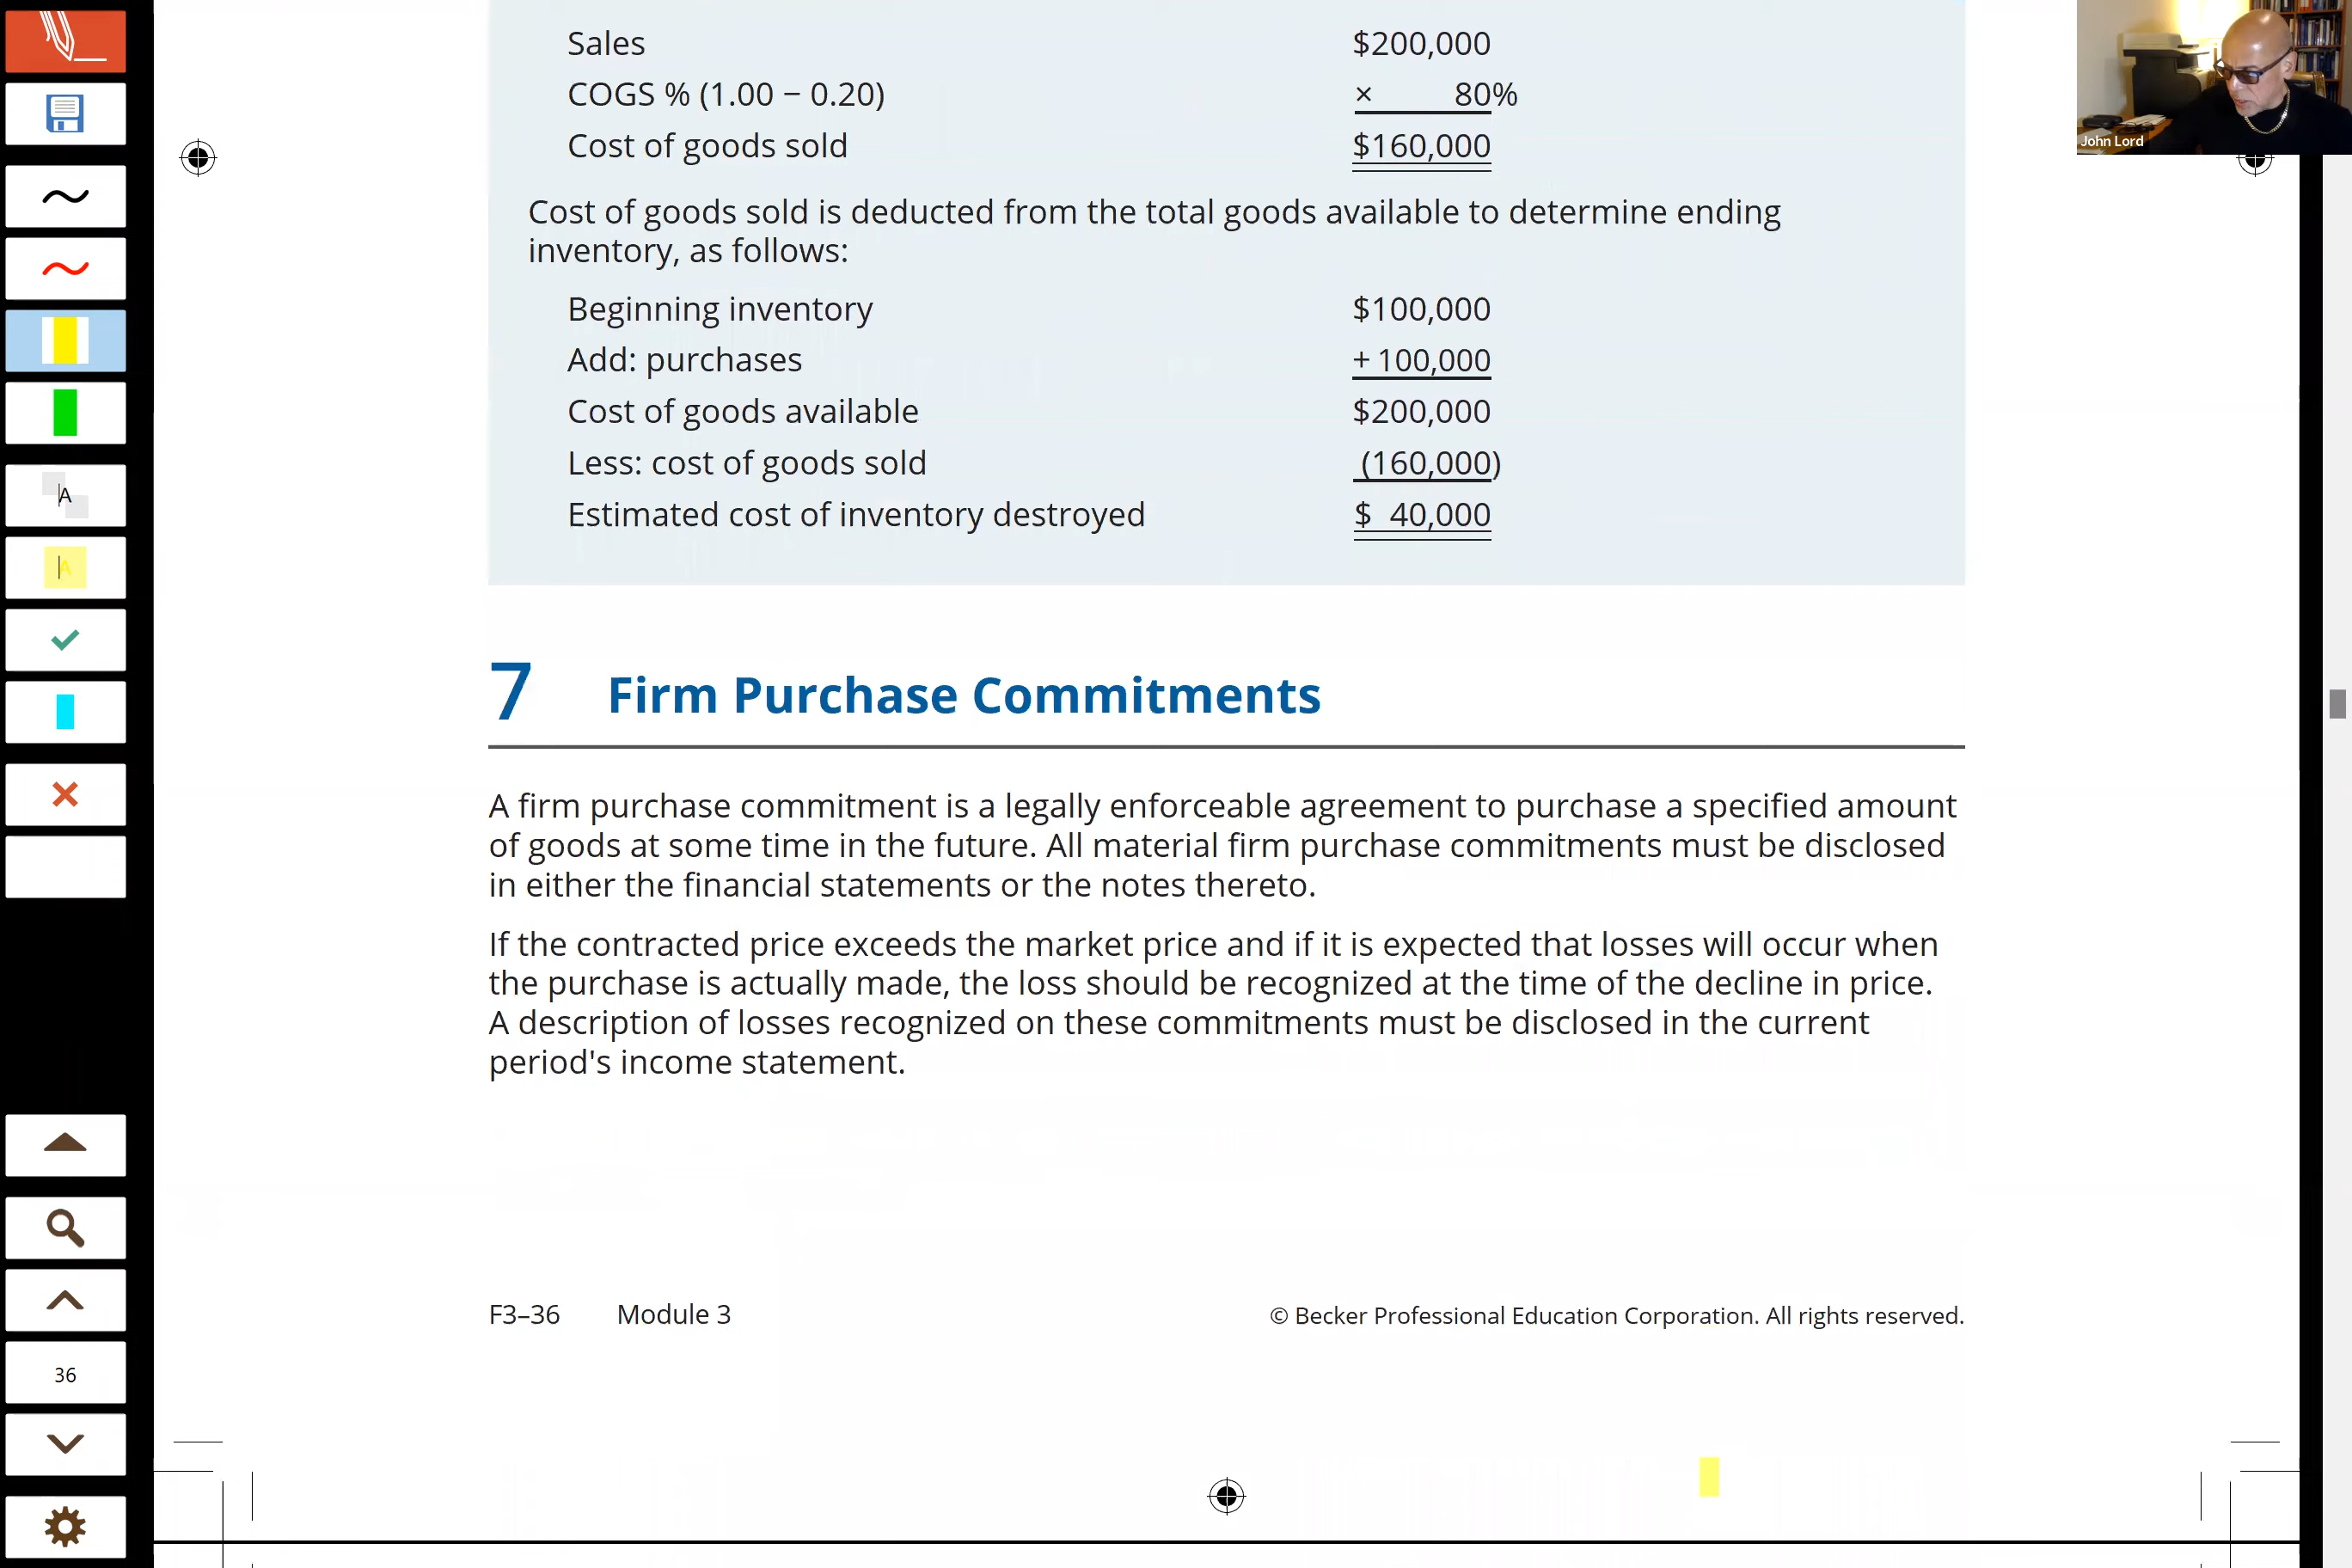 John Lord
Sales $200,000
COGS % (1.00 − 0.20) × 80%
Cost of goods sold $160,000
Cost of goods sold is deducted from the total goods available to determine ending
inventory, as follows:
Beginning inventory $100,000
Add: purchases + 100,000
Cost of goods available $200,000
Less: cost of goods sold (160,000)
Estimated cost of inventory destroyed $ 40,000
7 Firm Purchase Commitments
A firm purchase commitment is a legally enforceable agreement to purchase a specified amount
of goods at some time in the future. All material firm purchase commitments must be disclosed
in either the financial statements or the notes thereto.
If the contracted price exceeds the market price and if it is expected that losses will occur when
the purchase is actually made, the loss should be recognized at the time of the decline in price.
A description of losses recognized on these commitments must be disclosed in the current
period's income statement.
F3–36 Module 3 © Becker Professional Education Corporation. All rights reserved.
A
A
36